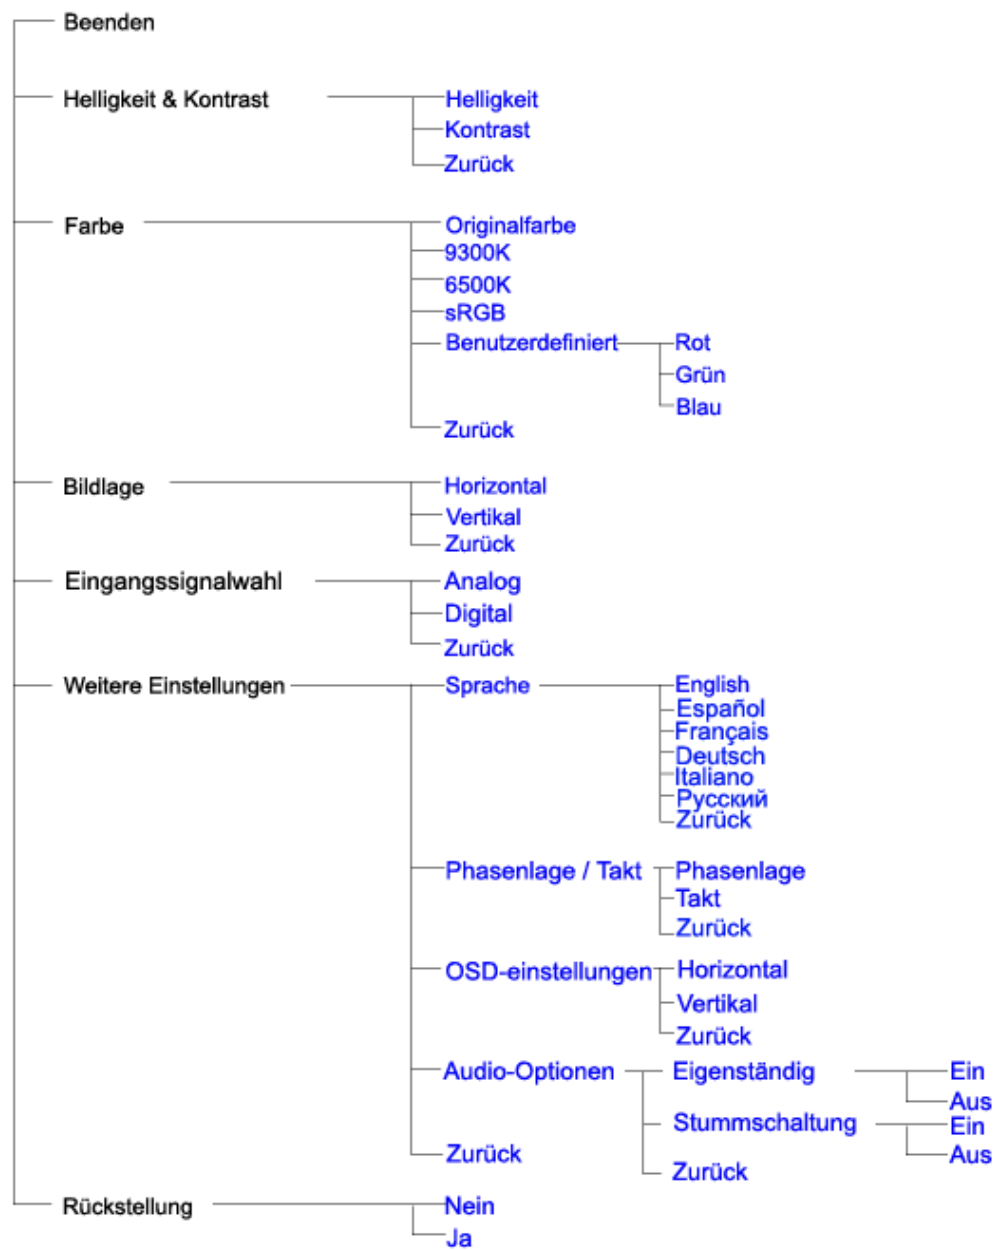 Beenden
Helligkeit & Kontrast
Helligkeit
Kontrast
Zurück
Farbe
Originalfarbe
9300K
6500K
sRGB
Benutzerdefiniert
Rot
Grün
Blau
Zurück
Bildlage
Horizontal
Vertikal
Zurück
Eingangssignalwahl
Analog
Digital
Zurück
Weitere Einstellungen
Sprache
English
Español
Français
Deutsch
Italiano
Русский
Zurück
Phasenlage / Takt
Phasenlage
Takt
Zurück
OSD-einstellungen
Horizontal
Vertikal
Zurück
Audio-Optionen
Eigenständig
Ein
Aus
Stummschaltung
Ein
Aus
Zurück
Zurück
Rückstellung
Nein
Ja